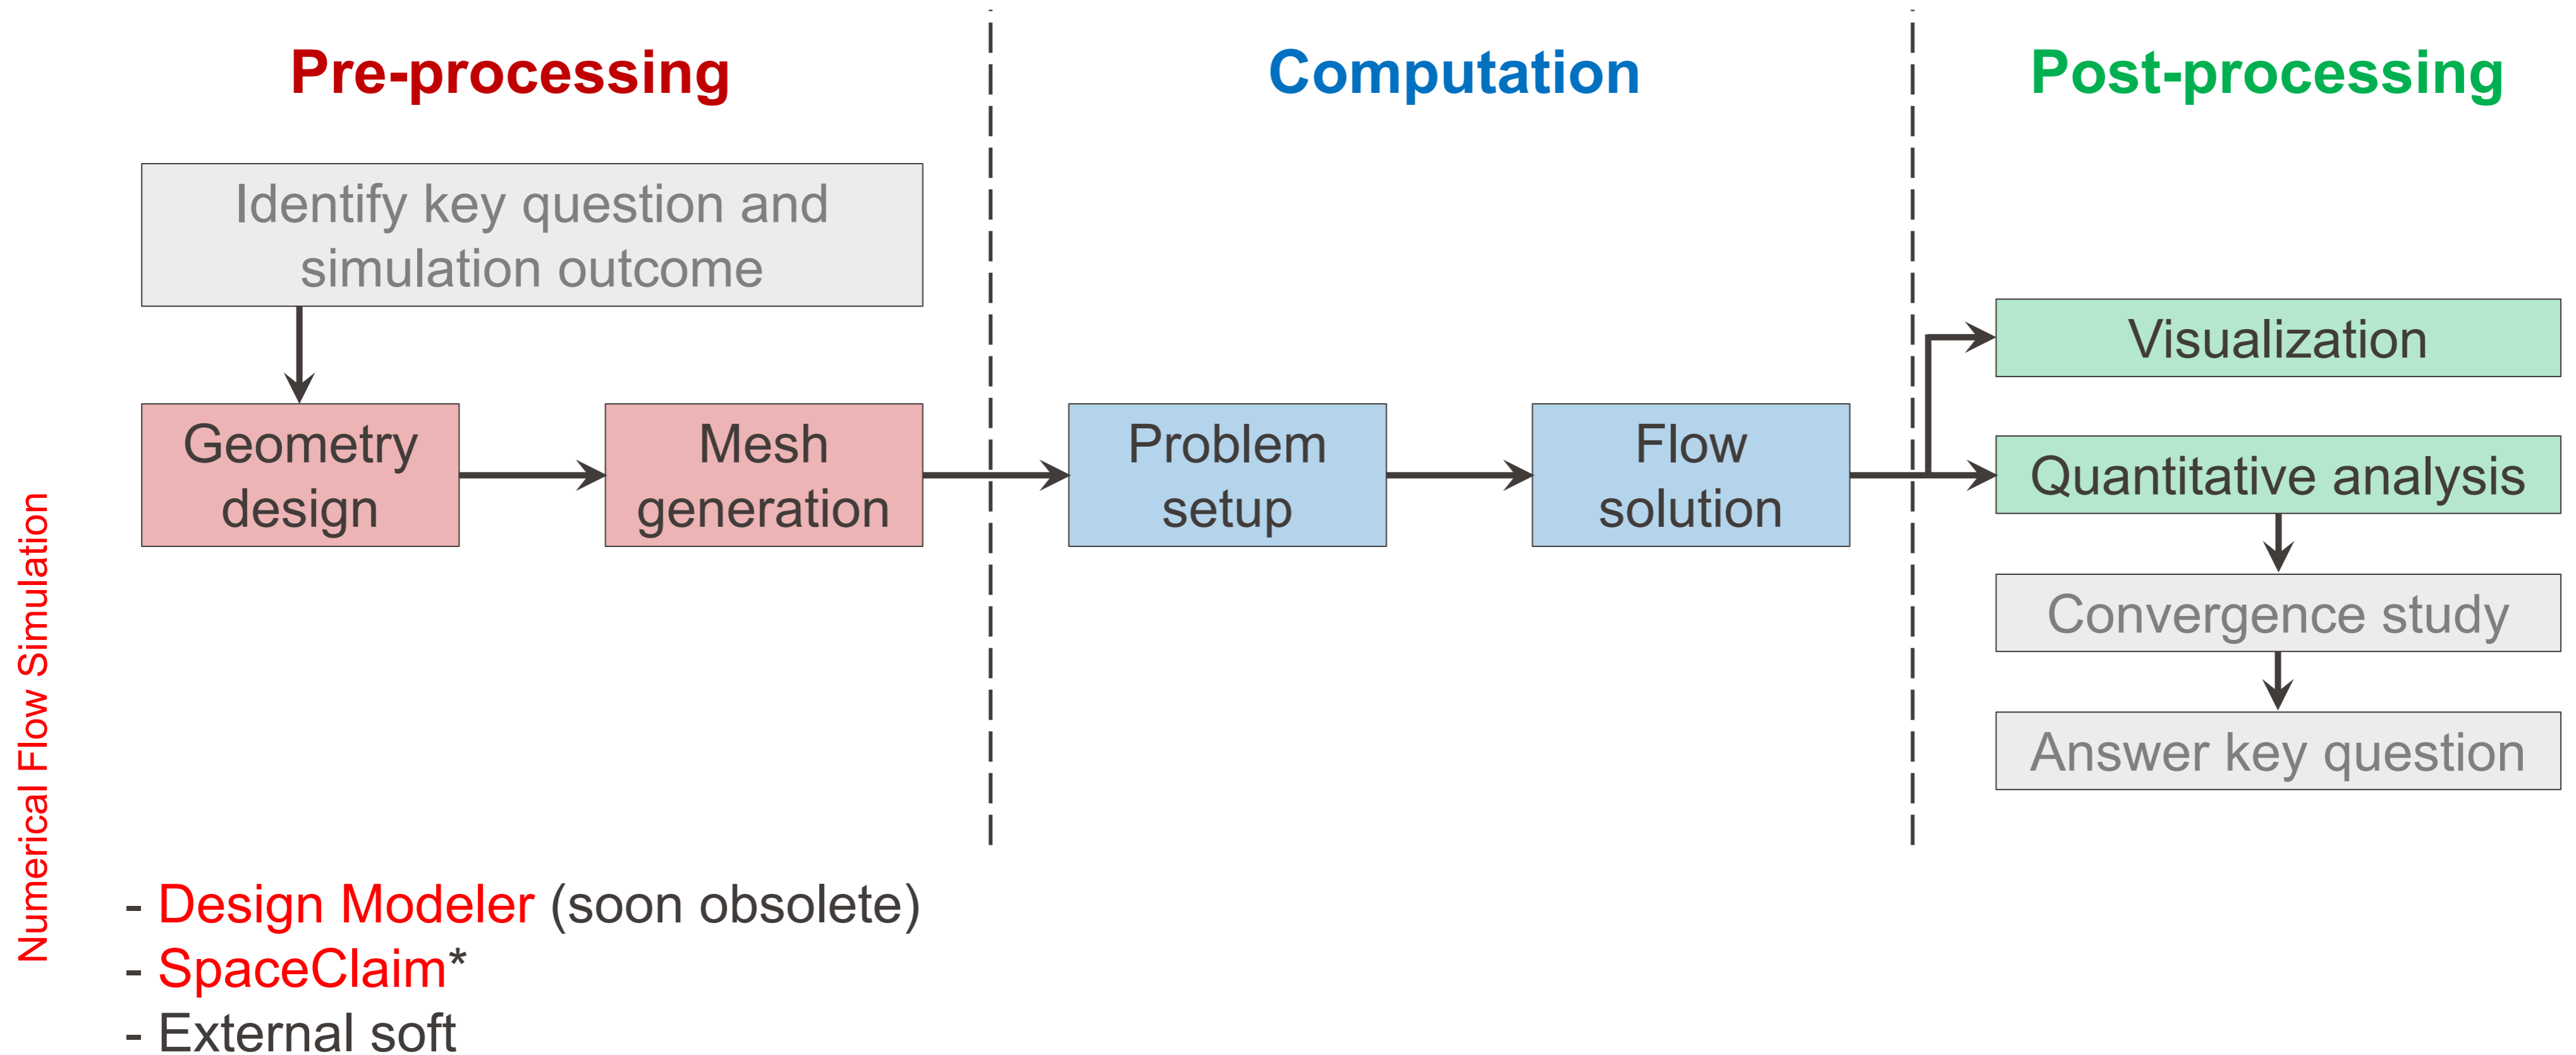 Pre-processing
Computation
Post-processing
Identify key question and
simulation outcome
Geometry
design
Mesh
generation
Problem
setup
Flow
solution
Visualization
Quantitative analysis
Convergence study
Answer key question
Numerical Flow Simulation
- Design Modeler (soon obsolete)
- SpaceClaim*
- External soft